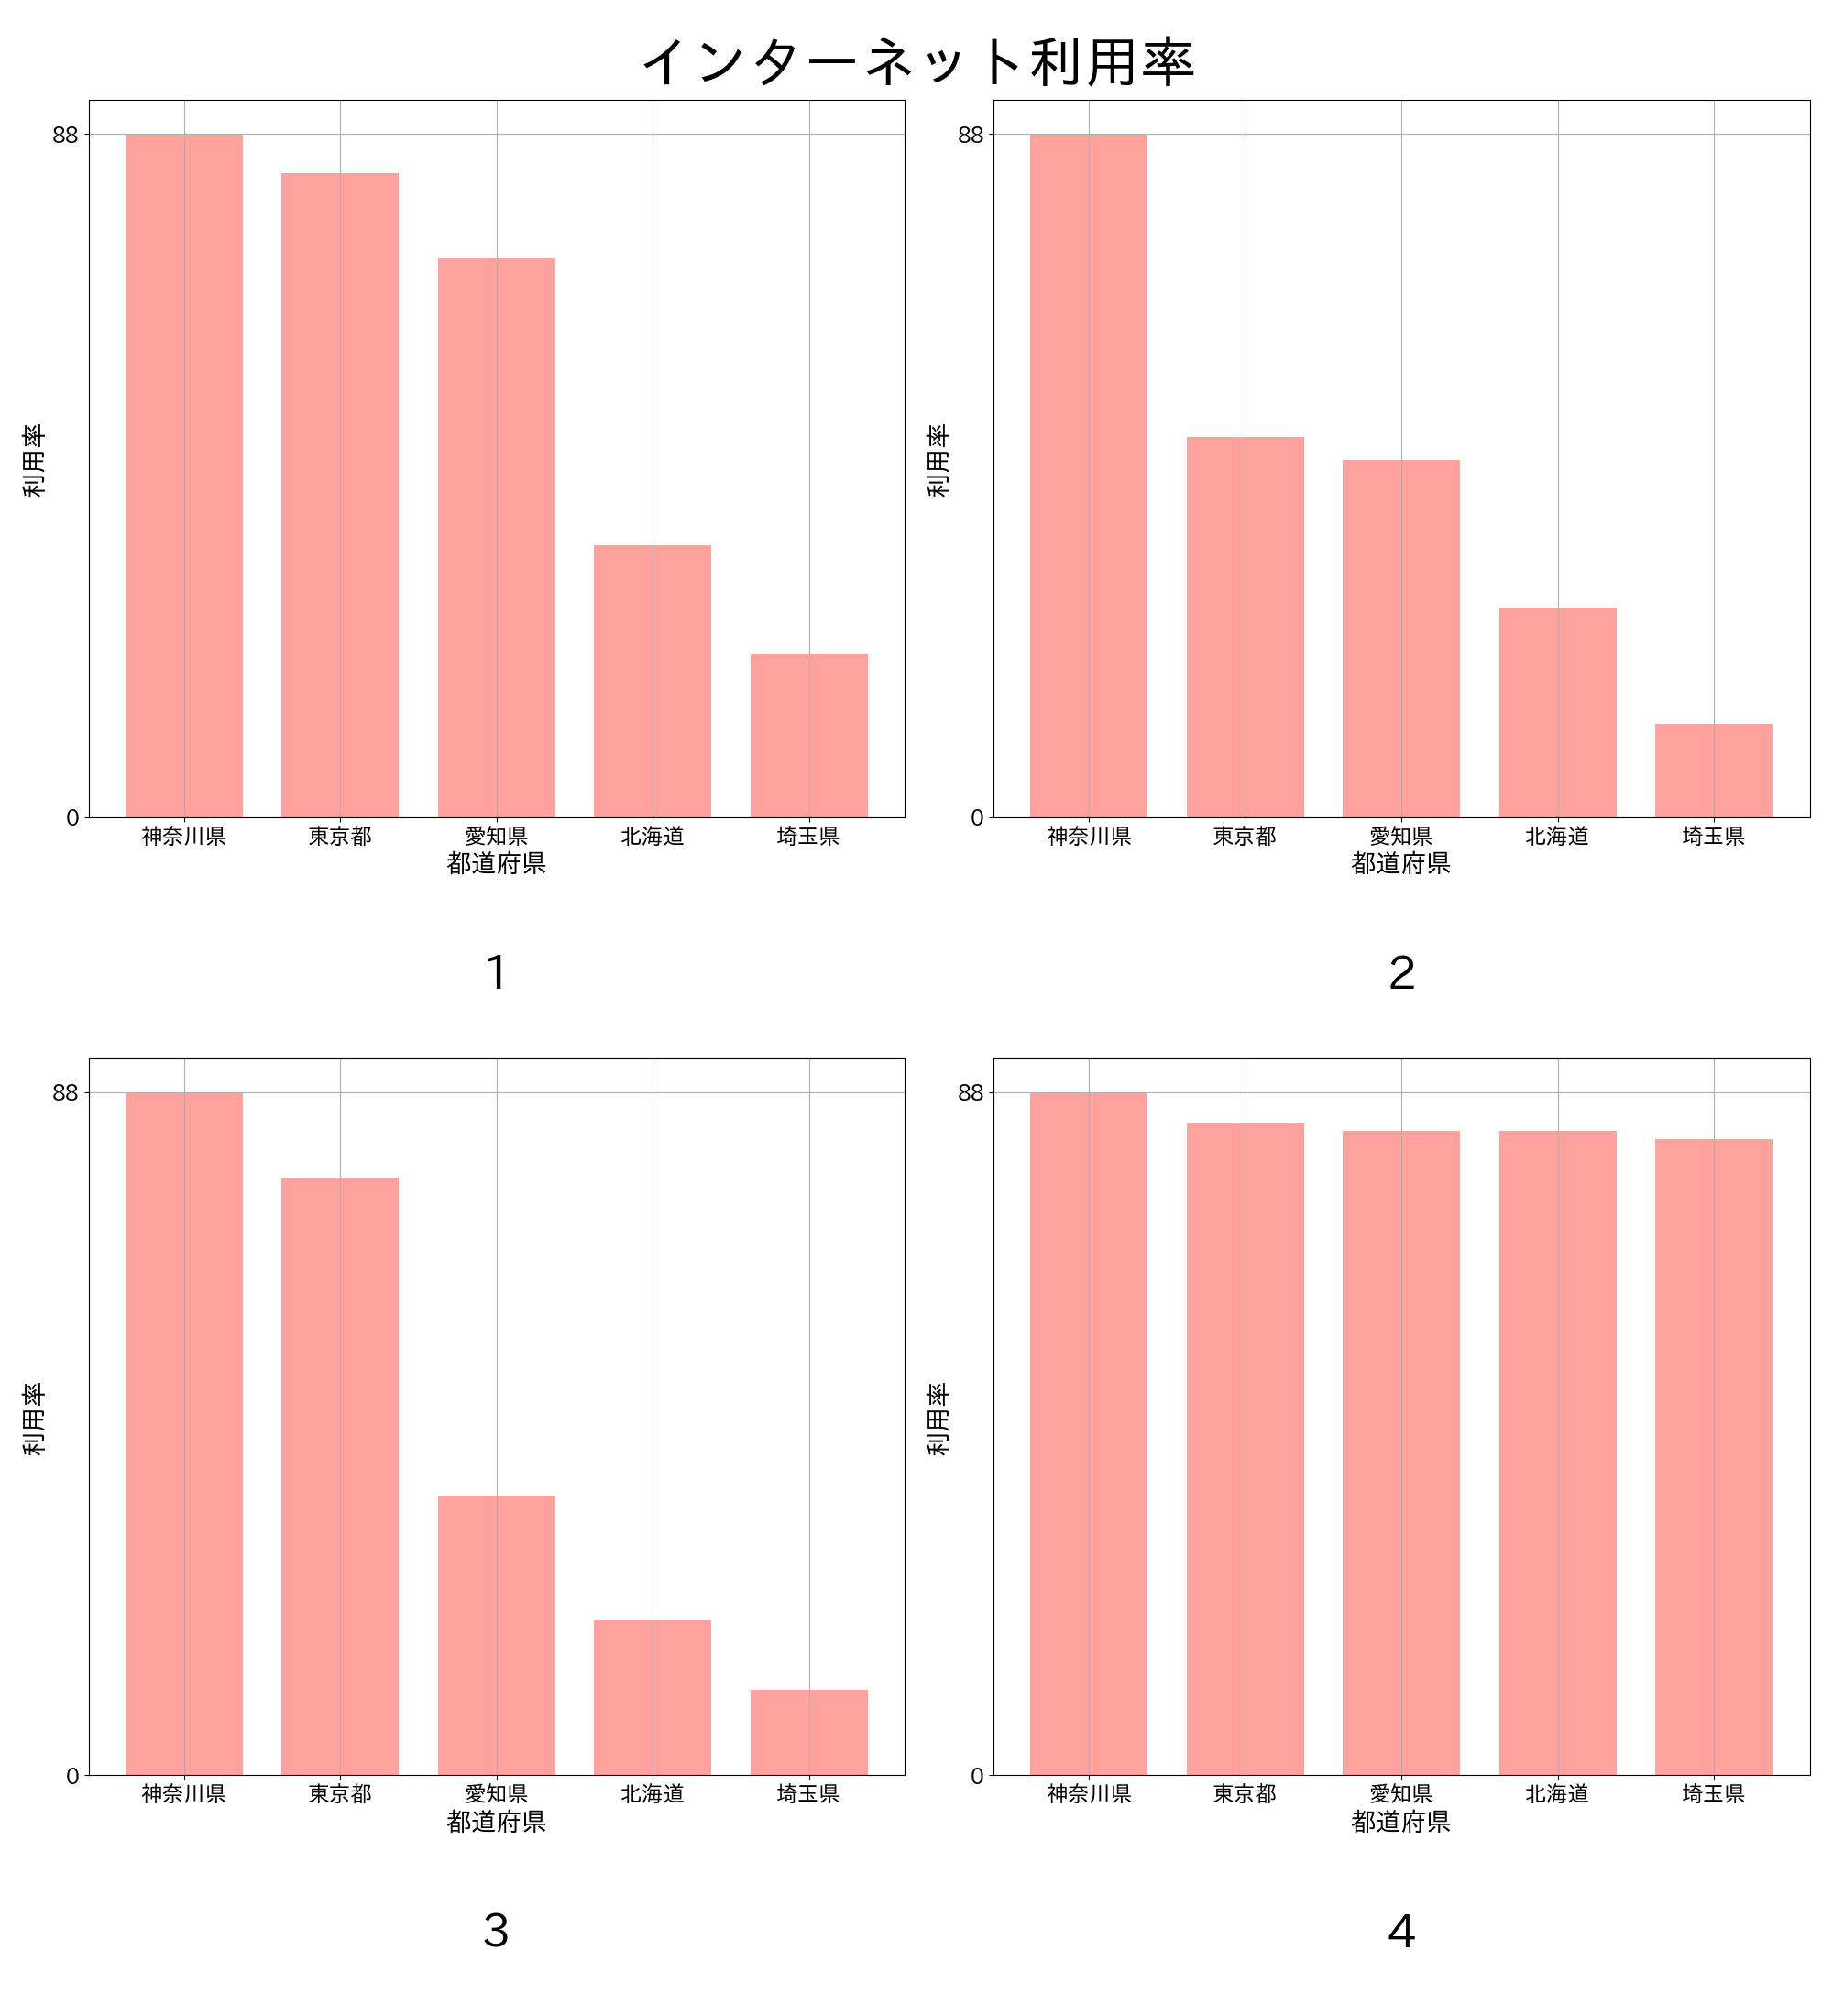 インターネット利用率
88
0
利用率
神奈川県 東京都 愛知県 北海道 埼玉県
都道府県
1
88
0
利用率
神奈川県 東京都 愛知県 北海道 埼玉県
都道府県
2
88
0
利用率
神奈川県 東京都 愛知県 北海道 埼玉県
都道府県
3
88
0
利用率
神奈川県 東京都 愛知県 北海道 埼玉県
都道府県
4